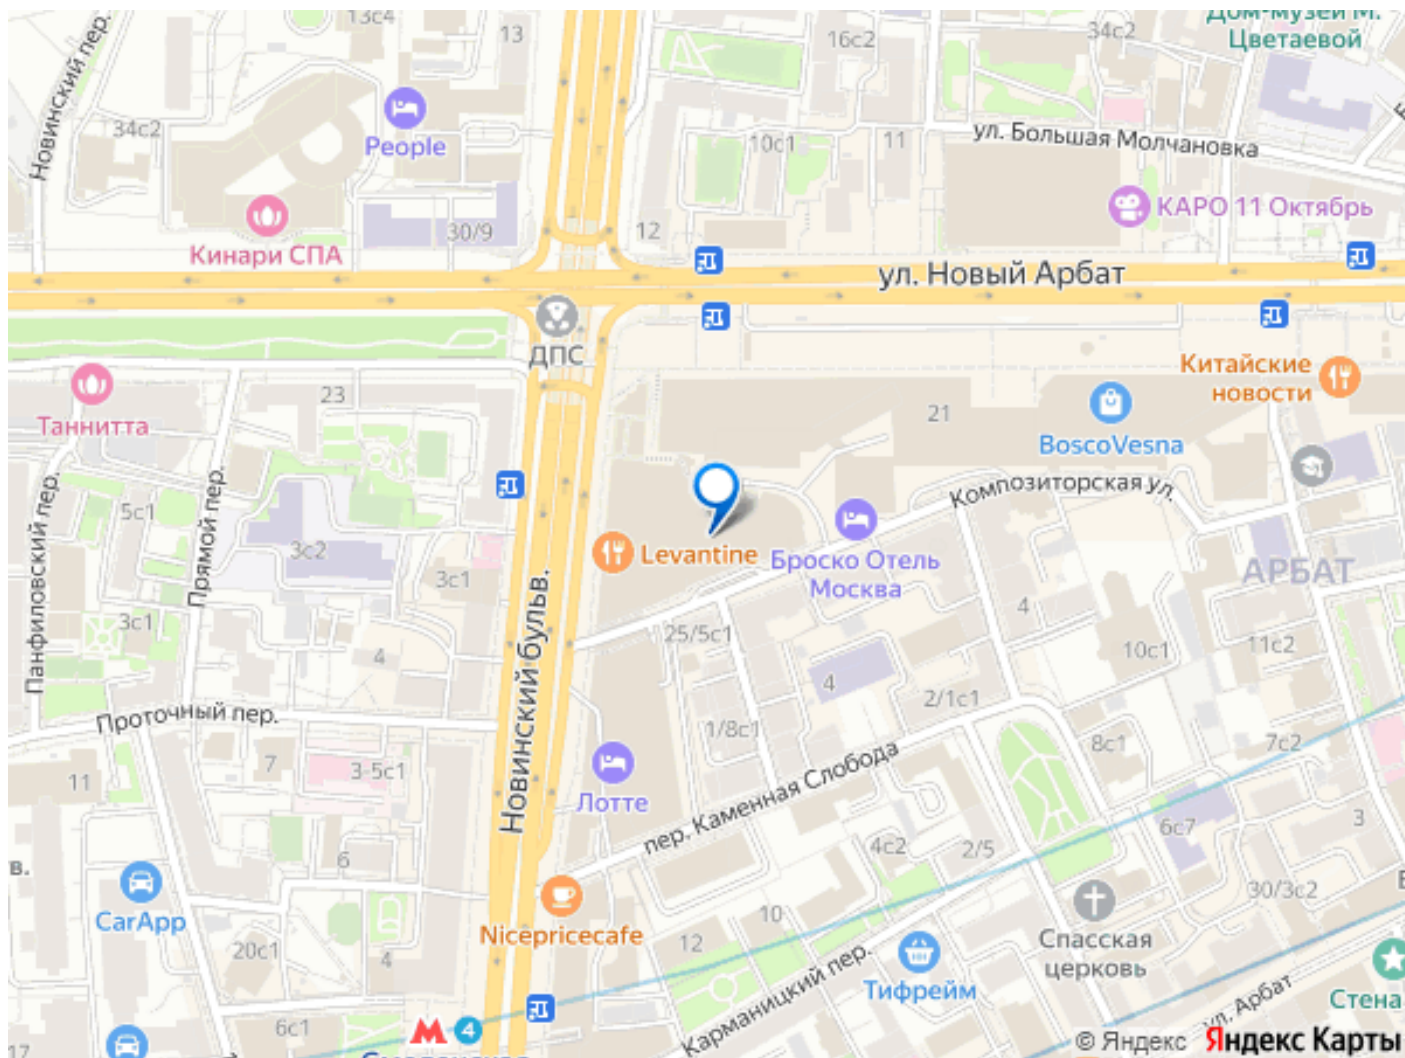 13с4
13
16с2
34с2
Дом-музей М.
Цветаевой
Новинский пер.
34с2
People
10с1
11
ул. Большая Молчановка
КАРО 11 Октябрь
30/9
12
Кинари СПА
ул. Новый Арбат
ДПС
Китайские
новости
Таннитта
23
21
BoscoVesna
Композиторская ул.
Панфиловский пер.
Прямой пер.
5с1
3с2
3с1
Levantine
Броско Отель
Москва
АРБАТ
4
3с1
4
25/5с1
10с1
11с2
4
2/1с1
Новинский бульв.
Проточный пер.
1/8с1
8с1
7с2
11
7
3-5с1
Лотте
пер. Каменная Слобода
6с7
3
6
4с2
2/5
в.
CarApp
30/3с2
Nicepricecafe
10
12
20с1
4
Спасская
церковь
Карманицкий пер.
Тифрейм
ул. Арбат
Стена
6с1
17
4
© Яндекс Яндекс Карты